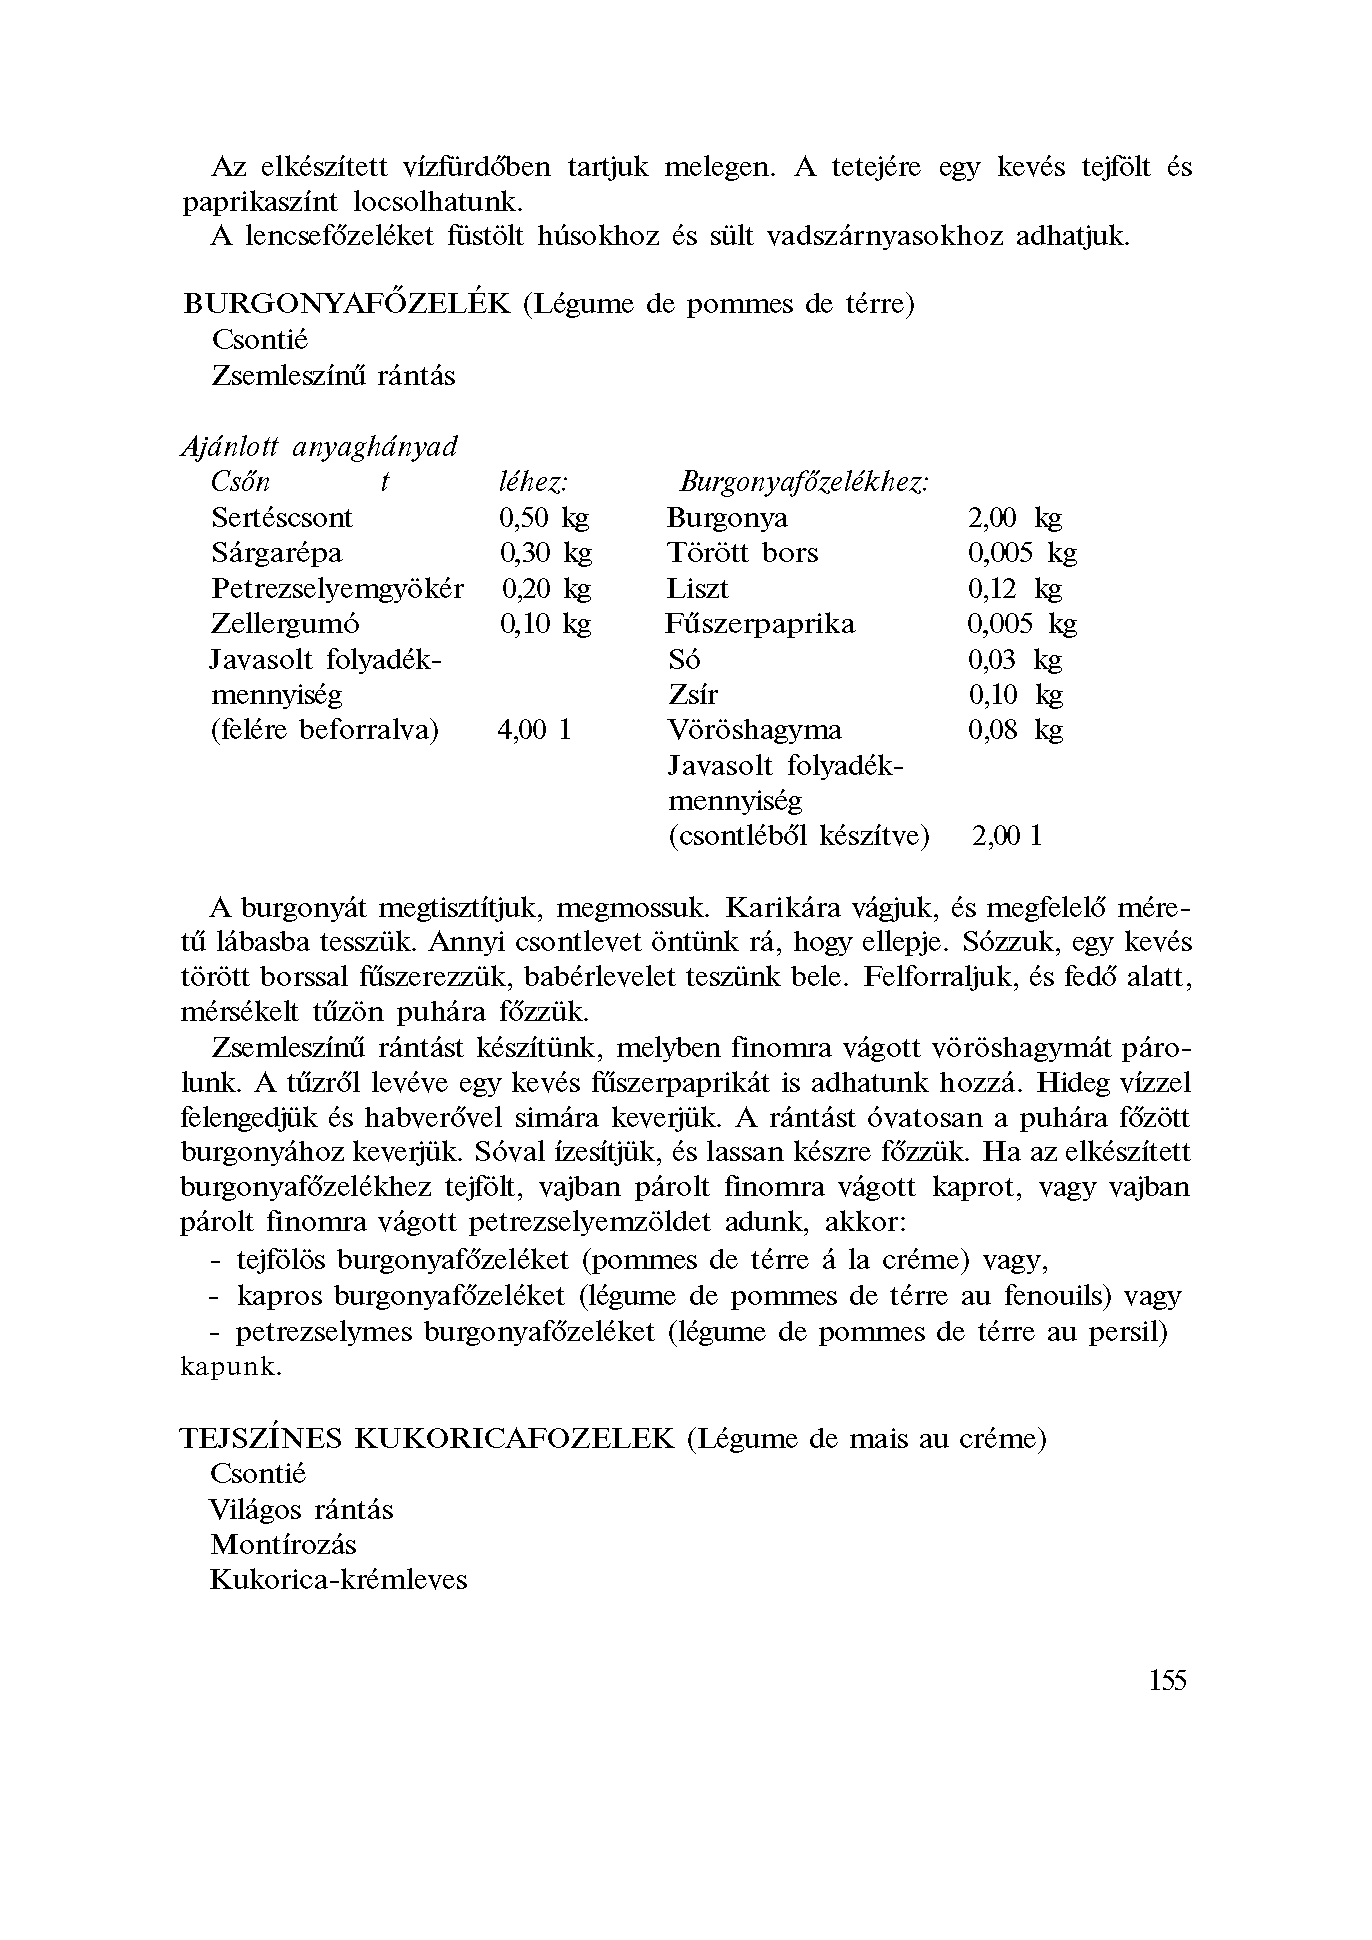 Az elkészített vízfürdőben tartjuk melegen. A tetejére egy kevés tejfölt és
paprikaszínt locsolhatunk.
A lencsefőzeléket füstölt húsokhoz és sült vadszárnyasokhoz adhatjuk.
BURGONYAFŐZELÉK (Légume de pommes de térre)
Csontié
Zsemleszínű rántás
Ajánlott anyaghányad
Csőn t léhez: Burgonyafőzelékhez:
Sertéscsont 0,50 kg Burgonya 2,00 kg
Sárgarépa 0,30 kg Törött bors 0,005 kg
Petrezselyemgyökér 0,20 kg Liszt 0,12 kg
Zellergumó 0,10 kg Fűszerpaprika 0,005 kg
Javasolt folyadék- Só 0,03 kg
mennyiség Zsír 0,10 kg
(felére beforralva) 4,00 l Vöröshagyma 0,08 kg
Javasolt folyadék-
mennyiség
(csontléből készítve) 2,00 l
A burgonyát megtisztítjuk, megmossuk. Karikára vágjuk, és megfelelő mére-
tű lábasba tesszük. Annyi csontlevet öntünk rá, hogy ellepje. Sózzuk, egy kevés
törött borssal fűszerezzük, babérlevelet teszünk bele. Felforraljuk, és fedő alatt,
mérsékelt tűzön puhára főzzük.
Zsemleszínű rántást készítünk, melyben finomra vágott vöröshagymát páro-
lunk. A tűzről levéve egy kevés fűszerpaprikát is adhatunk hozzá. Hideg vízzel
felengedjük és habverővel simára keverjük. A rántást óvatosan a puhára főzött
burgonyához keverjük. Sóval ízesítjük, és lassan készre főzzük. Ha az elkészített
burgonyafőzelékhez tejfölt, vajban párolt finomra vágott kaprot, vagy vajban
párolt finomra vágott petrezselyemzöldet adunk, akkor:
- tejfölös burgonyafőzeléket (pommes de térre á la créme) vagy,
- kapros burgonyafőzeléket (légume de pommes de térre au fenouils) vagy
- petrezselymes burgonyafőzeléket (légume de pommes de térre au persil)
kapunk.
TEJSZÍNES KUKORICAFOZELEK (Légume de mais au créme)
Csontié
Világos rántás
Montírozás
Kukorica-krémleves
155